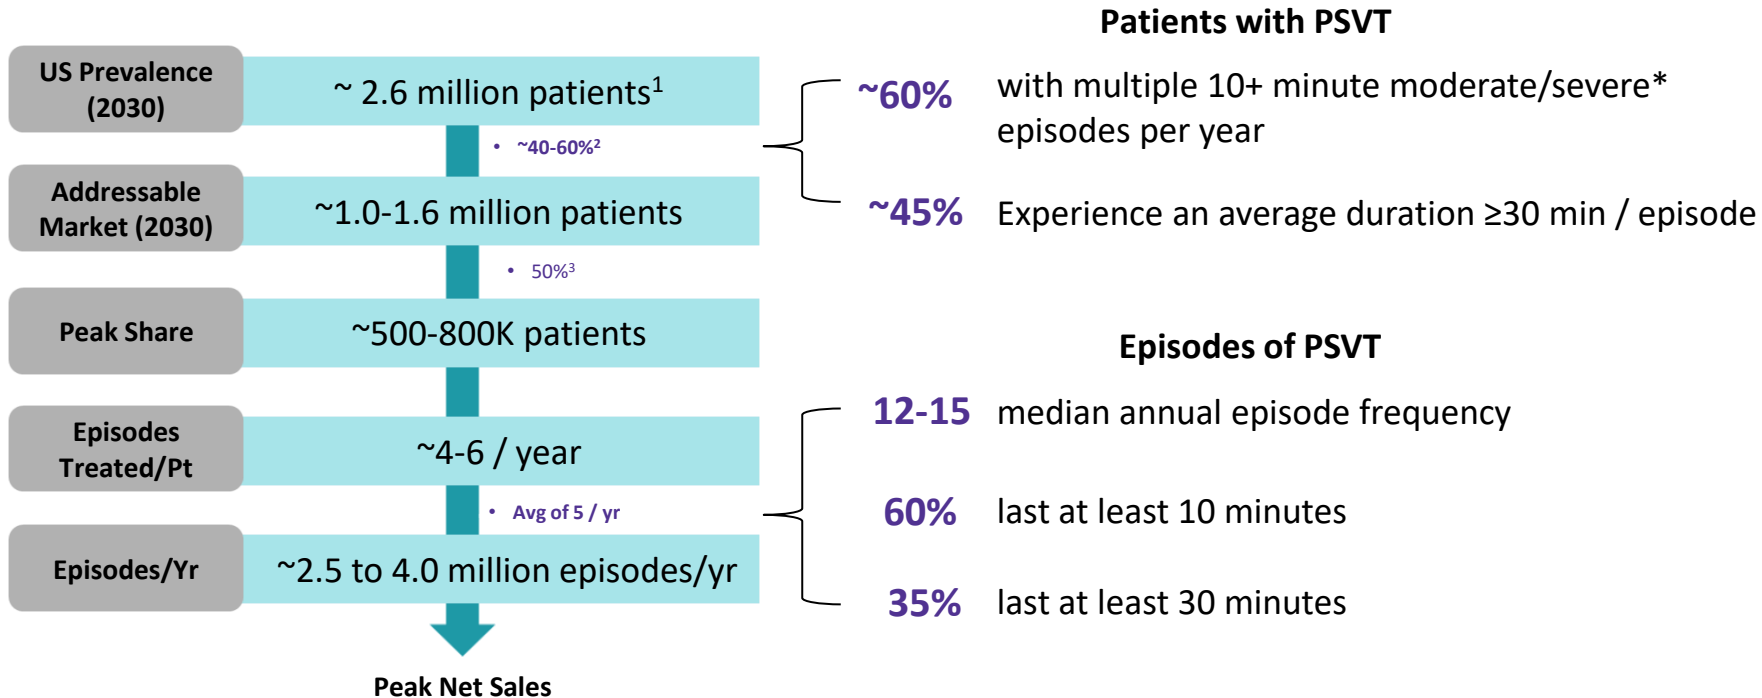 Patients with PSVT
US Prevalence
(2030)
~ 2.6 million patients1
~60%
with multiple 10+ minute moderate/severe*
episodes per year
• ~40-60%2
Addressable
Market (2030)
~1.0-1.6 million patients
~45%
Experience an average duration ≥30 min / episode
• 50%3
Peak Share
~500-800K patients
Episodes of PSVT
12-15
median annual episode frequency
Episodes
Treated/Pt
~4-6 / year
• Avg of 5 / yr
60%
last at least 10 minutes
Episodes/Yr
~2.5 to 4.0 million episodes/yr
35%
last at least 30 minutes
Peak Net Sales